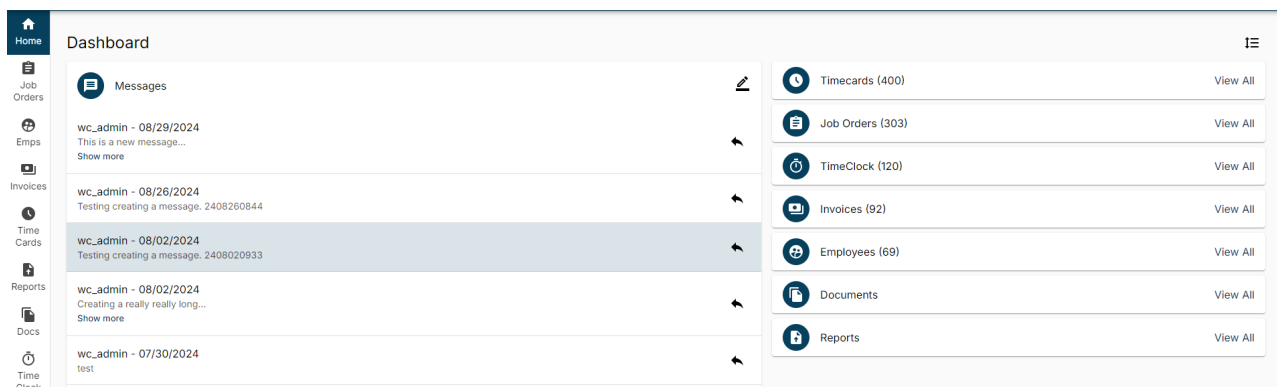 Home
Job
Orders
Emps
Invoices
Time
Cards
Reports
Docs
Time
Clock
Dashboard
Messages
wc_admin - 08/29/2024
This is a new message...
Show more
wc_admin - 08/26/2024
Testing creating a message. 2408260844
wc_admin - 08/02/2024
Testing creating a message. 2408020933
wc_admin - 08/02/2024
Creating a really really long...
Show more
wc_admin - 07/30/2024
test
Timecards (400) View All
Job Orders (303) View All
TimeClock (120) View All
Invoices (92) View All
Employees (69) View All
Documents View All
Reports View All